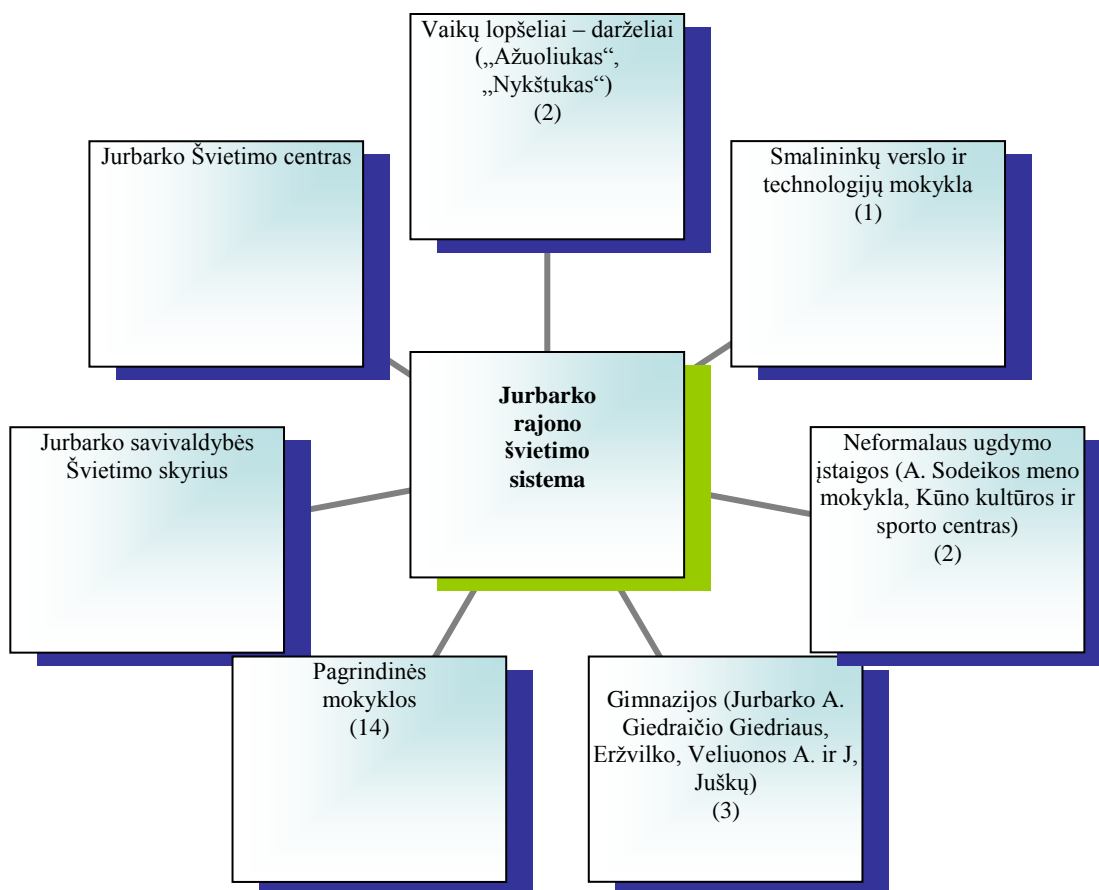 Vaikų lopšeliai – darželiai
(„Ažuoliukas“,
„Nykštukas“)
(2)
Jurbarko Švietimo centras
Smalininkų verslo ir
technologijų mokykla
(1)
Jurbarko
rajono
švietimo
sistema
Jurbarko savivaldybės
Švietimo skyrius
Neformalaus ugdymo
įstaigos (A. Sodeikos meno
mokykla, Kūno kultūros ir
sporto centras)
(2)
Pagrindinės
mokyklos
(14)
Gimnazijos (Jurbarko A.
Giedraičio Giedriaus,
Eržvilko, Veliuonos A. ir J,
Juškų)
(3)